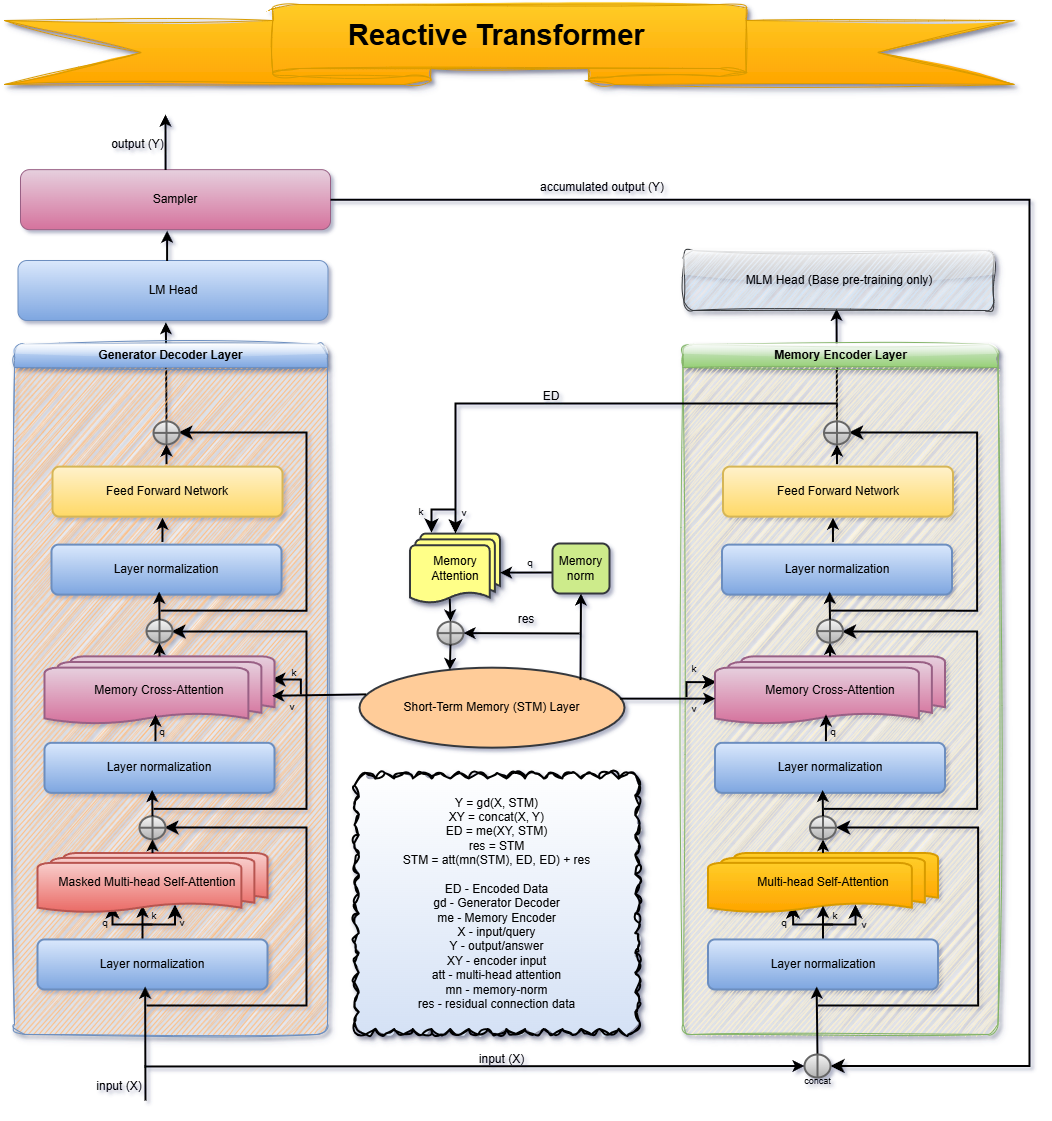 Reactive Transformer
output (Y)
Sampler
accumulated output (Y)
LM Head
MLM Head (Base pre-training only)
Generator Decoder Layer
Feed Forward Network
Layer normalization
Memory Cross-Attention
k
v
q
Layer normalization
Masked Multi-head Self-Attention
q
k
v
Layer normalization
input (X)
ED
k
v
Memory
Attention
q
Memory
norm
res
Short-Term Memory (STM) Layer
Y = gd(X, STM)
XY = concat(X, Y)
ED = me(XY, STM)
res = STM
STM = att(mn(STM), ED, ED) + res
ED - Encoded Data
gd - Generator Decoder
me - Memory Encoder
X - input/query
Y - output/answer
XY - encoder input
att - multi-head attention
mn - memory-norm
res - residual connection data
input (X)
Memory Encoder Layer
Feed Forward Network
Layer normalization
Memory Cross-Attention
k
v
q
Layer normalization
Multi-head Self-Attention
q
k
v
Layer normalization
concat